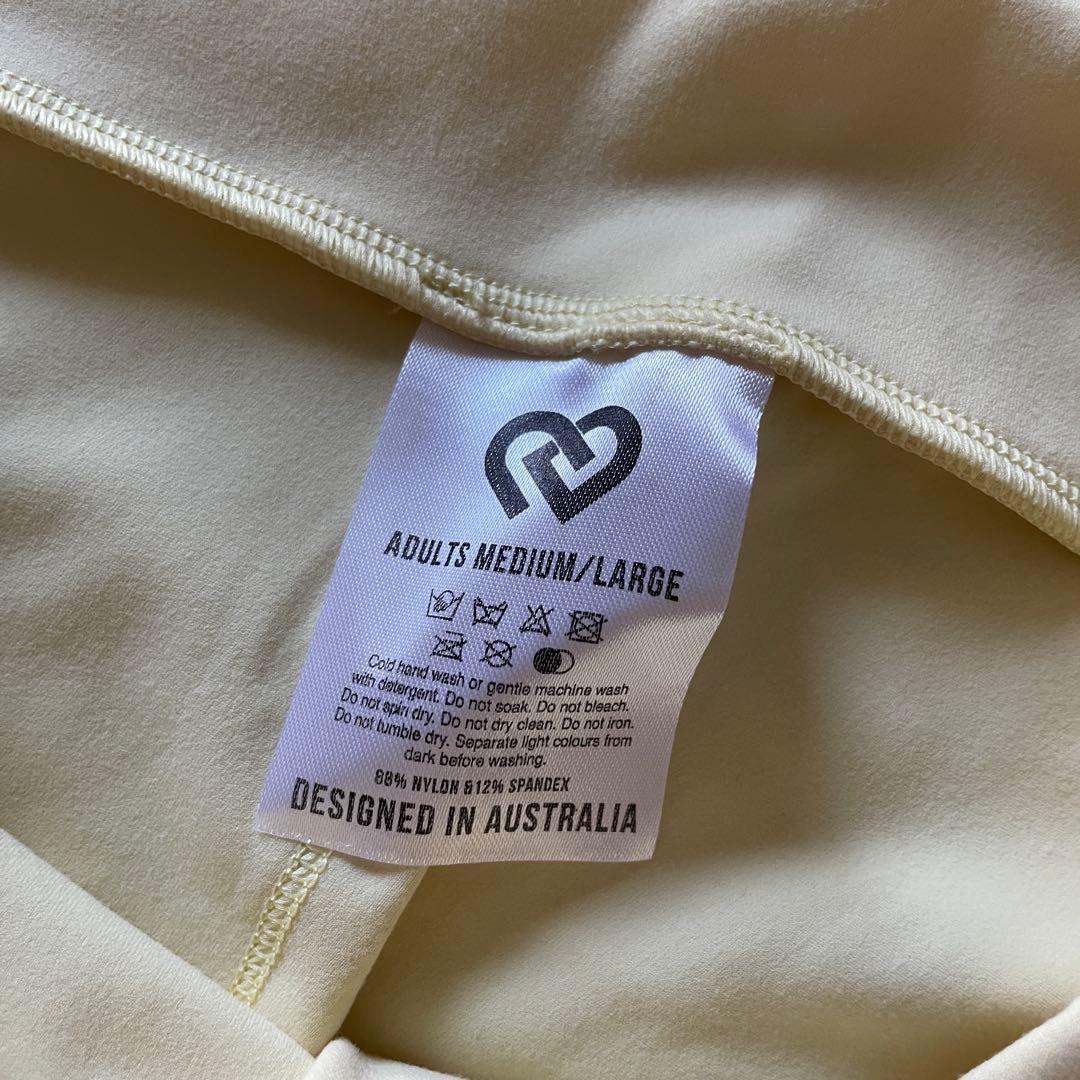 ADULTS MEDIUM/LARGE
Cold hand wash or gentle machine wash
with detergent. Do not soak. Do not bleach.
Do not spin dry. Do not dry clean. Do not iron.
Do not tumble dry. Separate light colours from
dark before washing.
88% NYLON &12% SPANDEX
DESIGNED IN AUSTRALIA